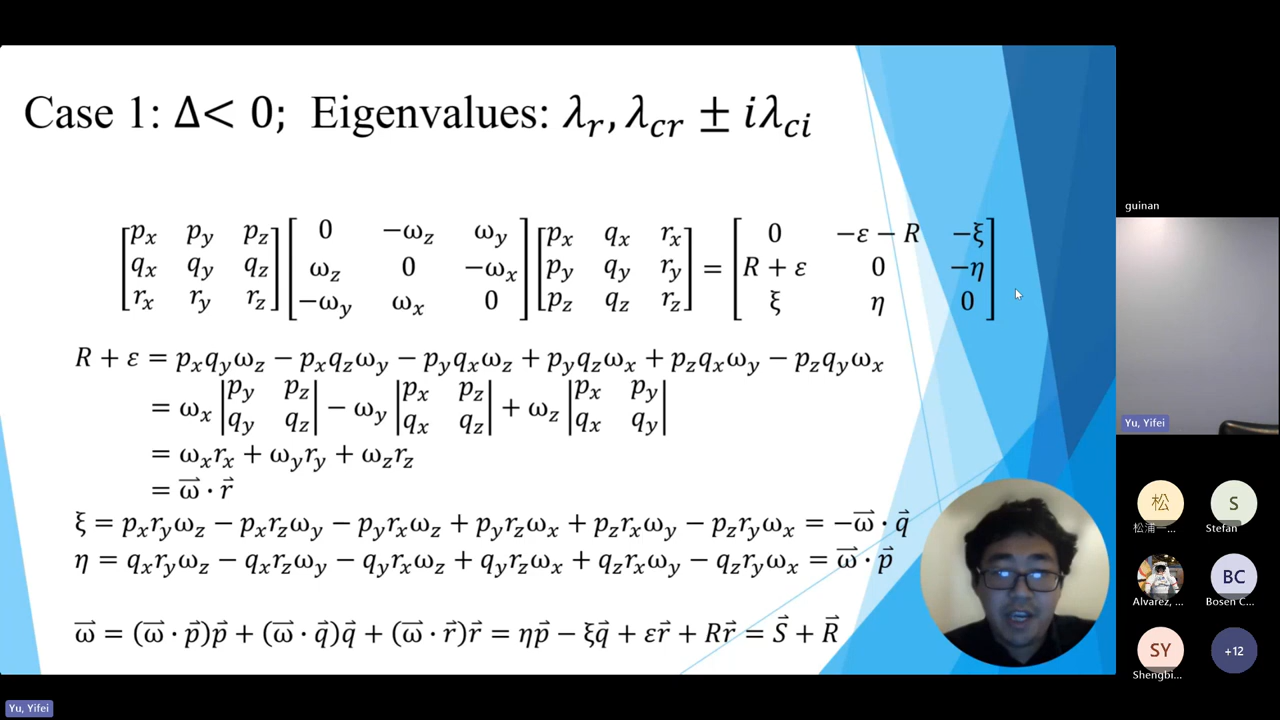 Case 1: Δ< 0; Eigenvalues: λ_r, λ_cr ± iλ_ci
[p_x p_y p_z; q_x q_y q_z; r_x r_y r_z] [0 −ω_z ω_y; ω_z 0 −ω_x; −ω_y ω_x 0] [p_x q_x r_x; p_y q_y r_y; p_z q_z r_z] = [0 −ε − R −ξ; R + ε 0 −η; ξ η 0]
R + ε = p_x q_y ω_z − p_x q_z ω_y − p_y q_x ω_z + p_y q_z ω_x + p_z q_x ω_y − p_z q_y ω_x
= ω_x |p_y p_z; q_y q_z| − ω_y |p_x p_z; q_x q_z| + ω_z |p_x p_y; q_x q_y|
= ω_x r_x + ω_y r_y + ω_z r_z
= ω⃗ · r⃗
ξ = p_x r_y ω_z − p_x r_z ω_y − p_y r_x ω_z + p_y r_z ω_x + p_z r_x ω_y − p_z r_y ω_x = −ω⃗ · q⃗
η = q_x r_y ω_z − q_x r_z ω_y − q_y r_x ω_z + q_y r_z ω_x + q_z r_x ω_y − q_z r_y ω_x = ω⃗ · p⃗
ω⃗ = (ω⃗ · p⃗)p⃗ + (ω⃗ · q⃗)q⃗ + (ω⃗ · r⃗)r⃗ = ηp⃗ − ξq⃗ + εr⃗ + Rr⃗ = S⃗ + R⃗
guinan
Yu, Yifei
松
松浦一...
S
Stefan
Alvarez, ...
BC
Bosen C...
SY
Shengbi...
+12
Yu, Yifei